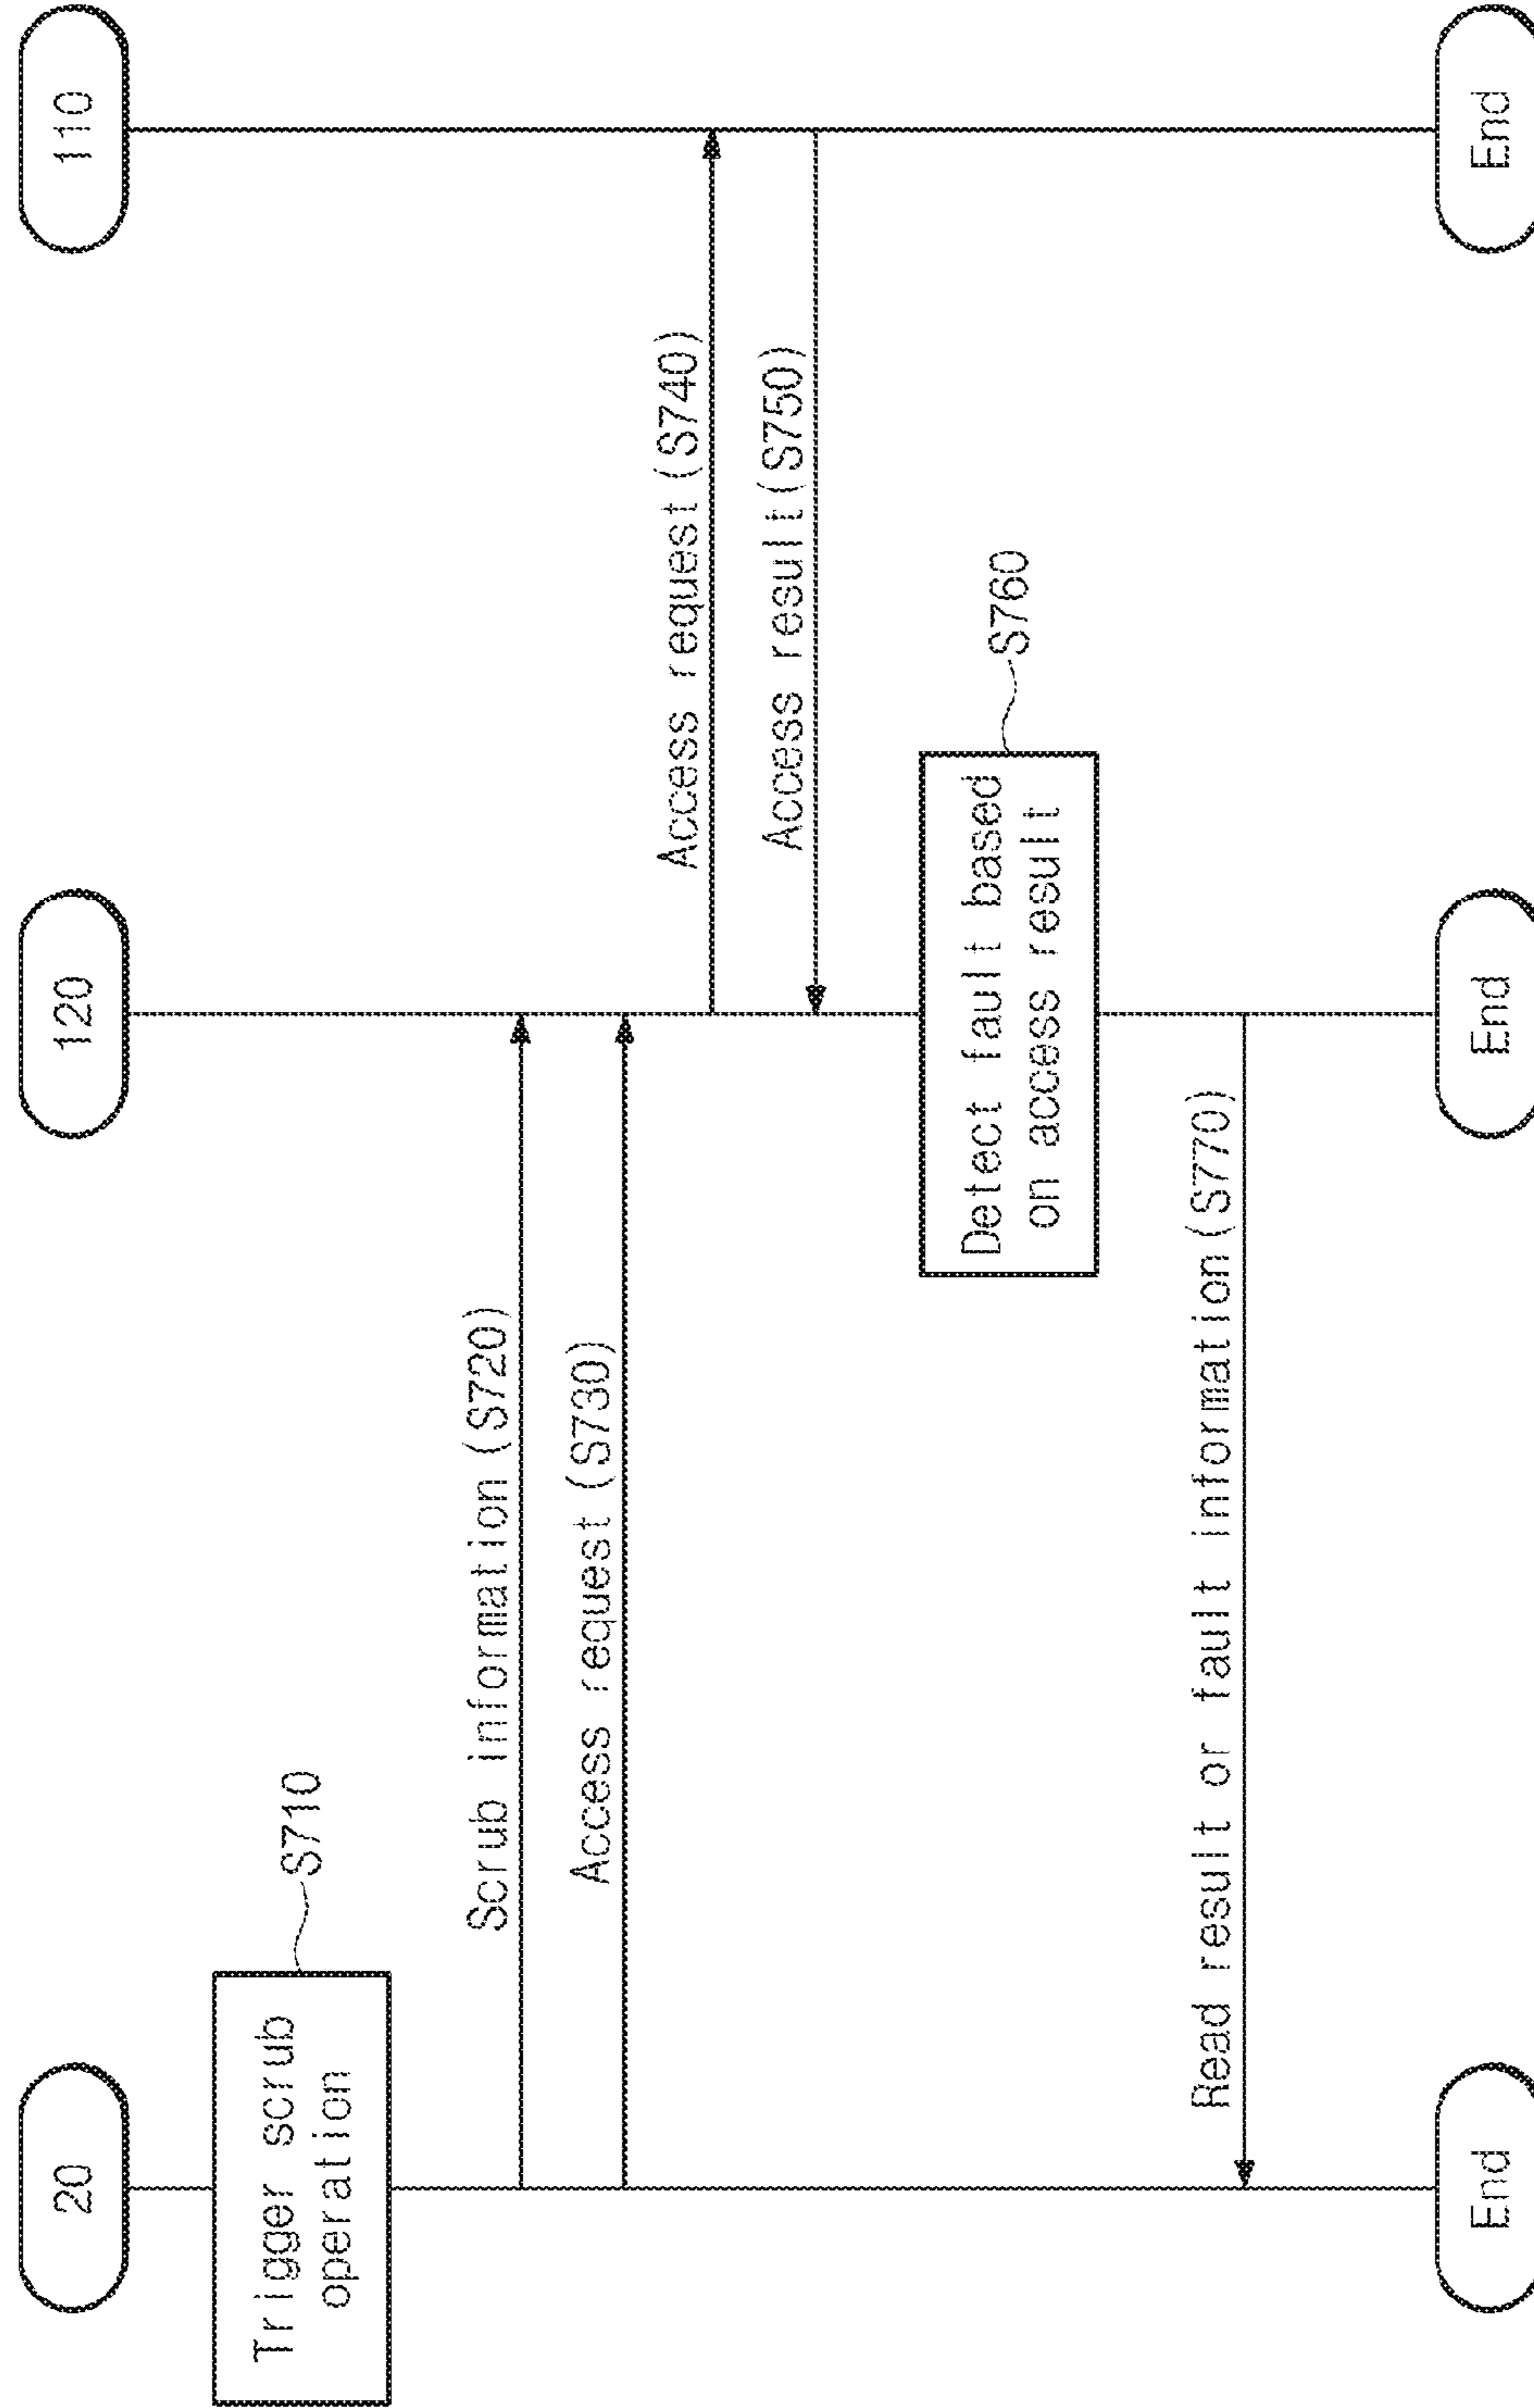 20
120
110
Trigger scrub
operation
S710
Scrub information(S720)
Access request(S730)
Access request(S740)
Access result(S750)
Detect fault based
on access result
S760
Read result or fault information(S770)
End
End
End